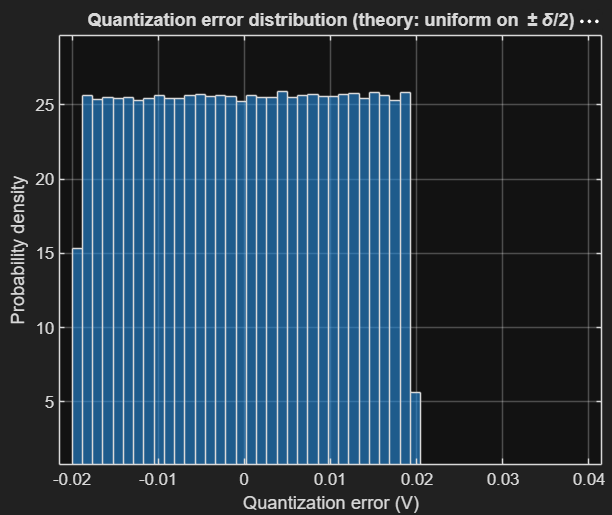 Quantization error distribution (theory: uniform on ± δ/2) ...
25
20
15
10
5
Probability density
-0.02 -0.01 0 0.01 0.02 0.03 0.04
Quantization error (V)